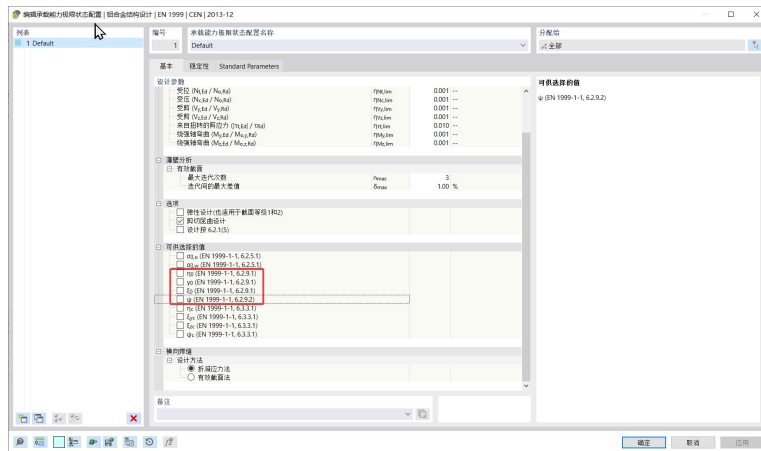 编辑承载能力极限状态配置 | 铝合金结构设计 | EN 1999 | CEN | 2013-12
列表
1 Default
编号
1
承载能力极限状态配置名称
Default
分配给
全部
基本
稳定性
Standard Parameters
设计参数
受拉 (Nt,Ed / No,Rd) ηNt,lim 0.001 --
受压 (Nc,Ed / No,Rd) ηNc,lim 0.001 --
受剪 (Vy,Ed / Vy,Rd) ηVy,lim 0.001 --
受剪 (Vz,Ed / Vz,Rd) ηVz,lim 0.001 --
来自扭转的剪应力 (τt,Ed / τRd) ητt,lim 0.010 --
绕强轴弯曲 (My,Ed / Mo,y,Rd) ηMy,lim 0.001 --
绕弱轴弯曲 (Mz,Ed / Mo,z,Rd) ηMz,lim 0.001 --
薄壁分析
有效截面
最大迭代次数 nmax 3
迭代间的最大差值 δmax 1.00 %
选项
弹性设计(也适用于截面等级1和2)
剪切屈曲设计
设计按 6.2.1(5)
可供选择的值
α3,u (EN 1999-1-1, 6.2.5.1)
α3,w (EN 1999-1-1, 6.2.5.1)
η0 (EN 1999-1-1, 6.2.9.1)
γ0 (EN 1999-1-1, 6.2.9.1)
ξ0 (EN 1999-1-1, 6.2.9.1)
ψ (EN 1999-1-1, 6.2.9.2)
ηc (EN 1999-1-1, 6.3.3.1)
ξyc (EN 1999-1-1, 6.3.3.1)
ξzc (EN 1999-1-1, 6.3.3.1)
ψc (EN 1999-1-1, 6.3.3.1)
横向焊缝
设计方法
折减应力法
有效截面法
可供选择的值
ψ (EN 1999-1-1, 6.2.9.2)
备注
确定
取消
应用